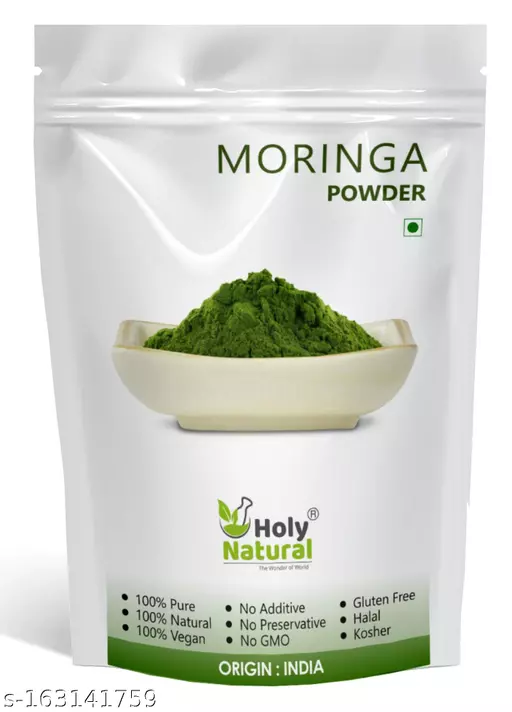 MORINGA
POWDER
Holy®
Natural
The Wonder of World
• 100% Pure
• 100% Natural
• 100% Vegan
• No Additive
• No Preservative
• No GMO
• Gluten Free
• Halal
• Kosher
ORIGIN : INDIA
s-163141759